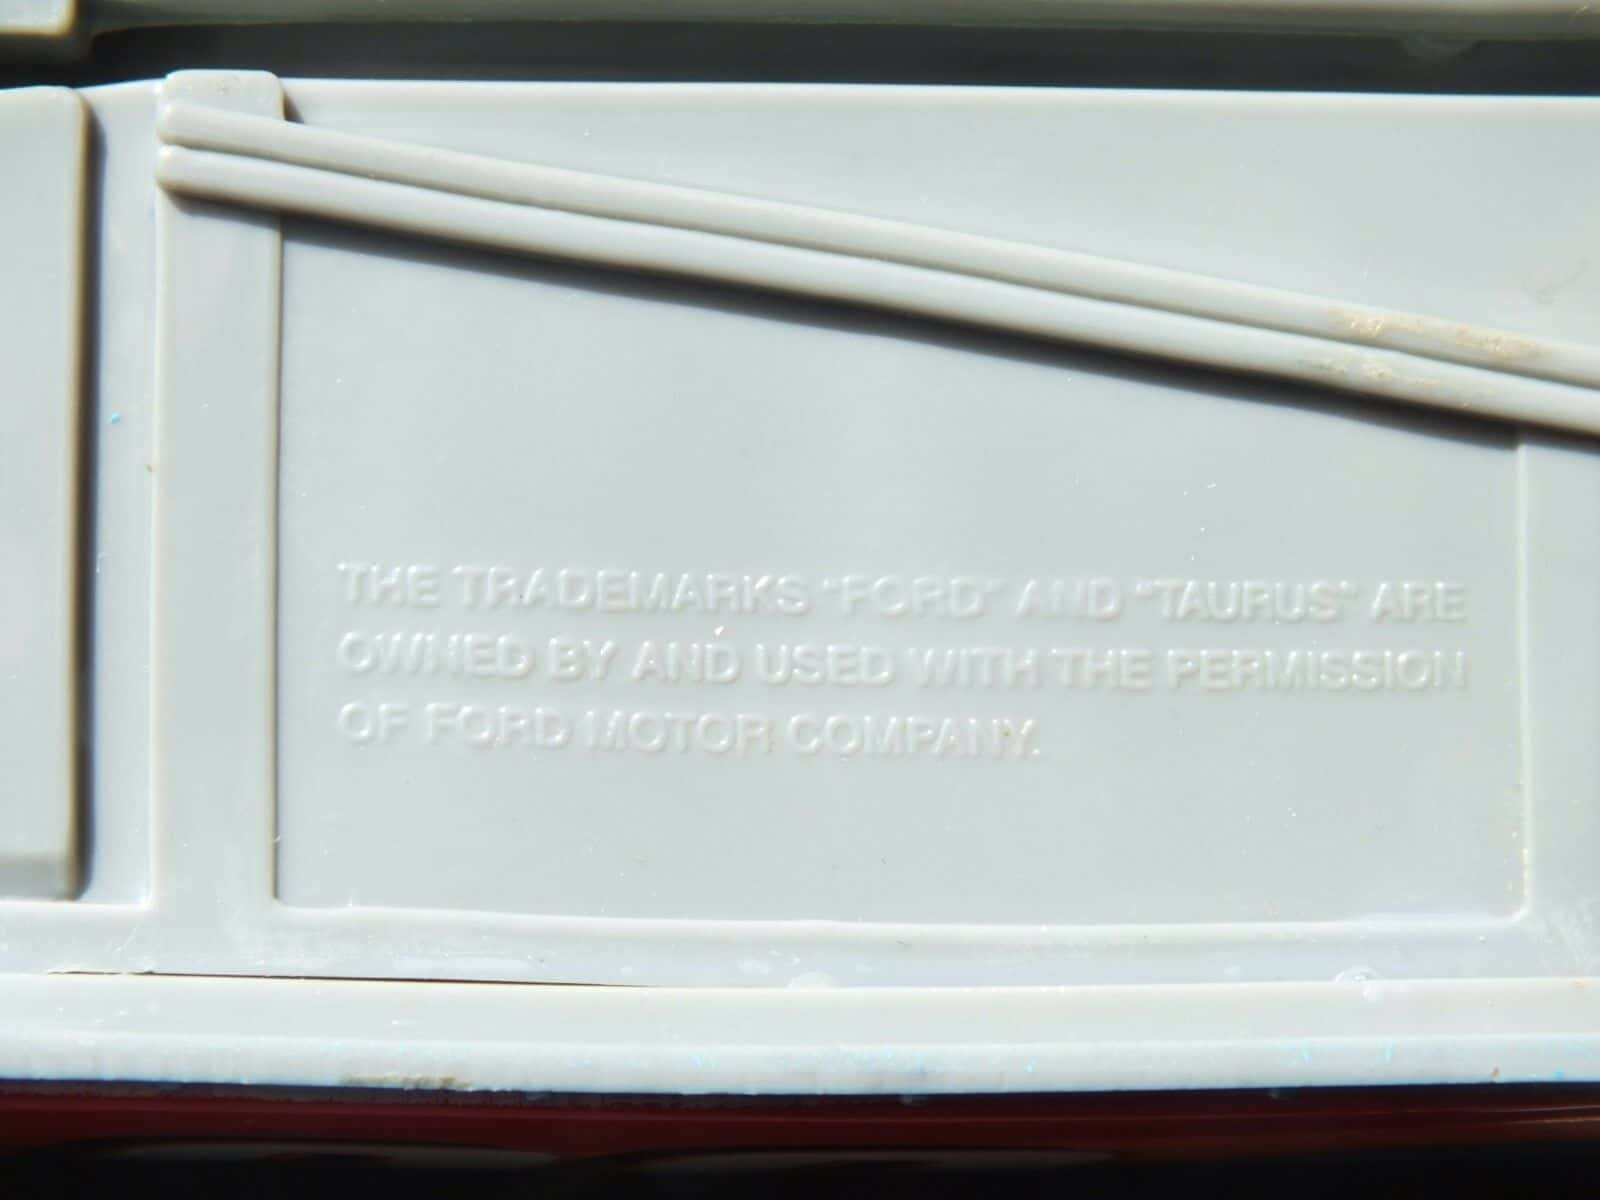 THE TRADEMARKS "FORD" AND "TAURUS" ARE
OWNED BY AND USED WITH THE PERMISSION
OF FORD MOTOR COMPANY.